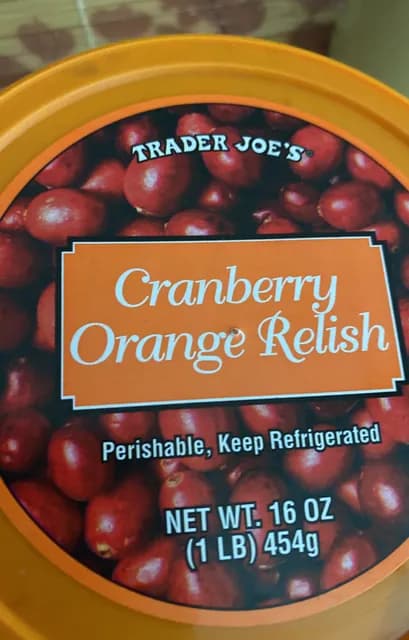 TRADER JOE'S
Cranberry
Orange Relish
Perishable, Keep Refrigerated
NET WT. 16 OZ
(1 LB) 454g